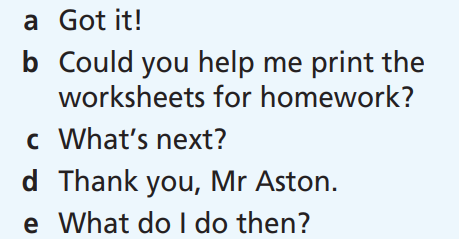 a Got it!
b Could you help me print the
worksheets for homework?
c What's next?
d Thank you, Mr Aston.
e What do I do then?